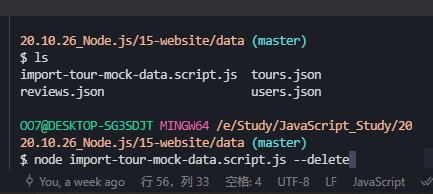 20.10.26_Node.js/15-website/data (master)
$ ls
import-tour-mock-data.script.js  tours.json
reviews.json                     users.json
OO7@DESKTOP-SG3SDJT MINGW64 /e/Study/JavaScript_Study/20
20.10.26_Node.js/15-website/data (master)
$ node import-tour-mock-data.script.js --delete
You, a week ago  行 56，列 33  空格: 4  UTF-8  LF  JavaScript